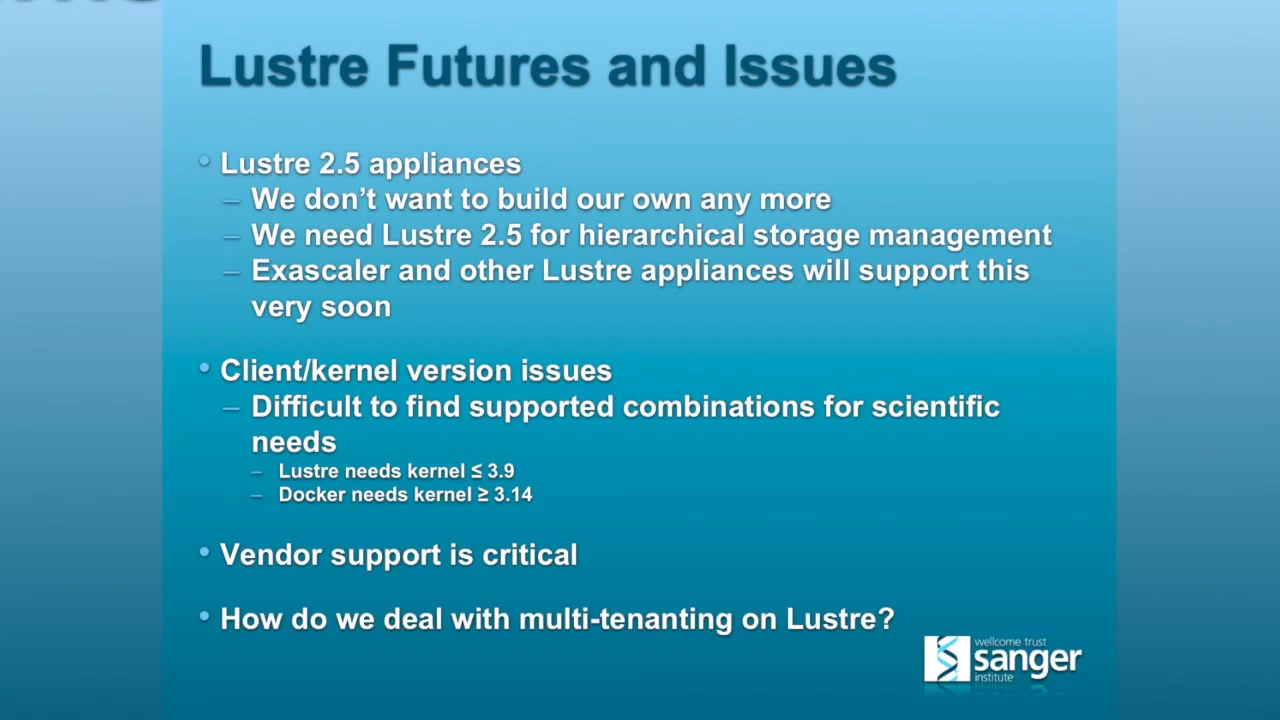 Lustre Futures and Issues
• Lustre 2.5 appliances
– We don’t want to build our own any more
– We need Lustre 2.5 for hierarchical storage management
– Exascaler and other Lustre appliances will support this
very soon
• Client/kernel version issues
– Difficult to find supported combinations for scientific
needs
– Lustre needs kernel ≤ 3.9
– Docker needs kernel ≥ 3.14
• Vendor support is critical
• How do we deal with multi-tenanting on Lustre?
wellcome trust
sanger
institute